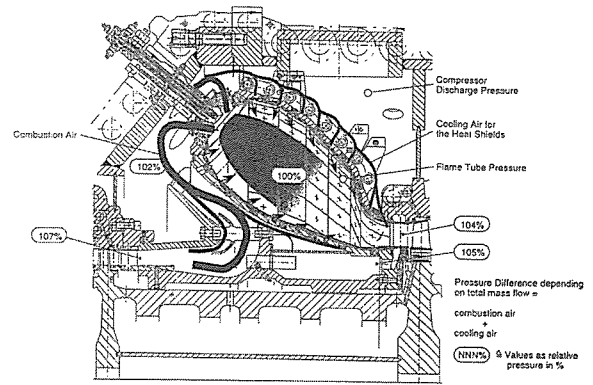 Compressor
Discharge Pressure
Cooling Air for
the Heat Shields
Combustion Air
102%
Flame Tube Pressure
100%
104%
107%
105%
Pressure Difference depending
on total mass flow =
combustion air
+
cooling air
NNN% ≙ Values as relative
pressure in %